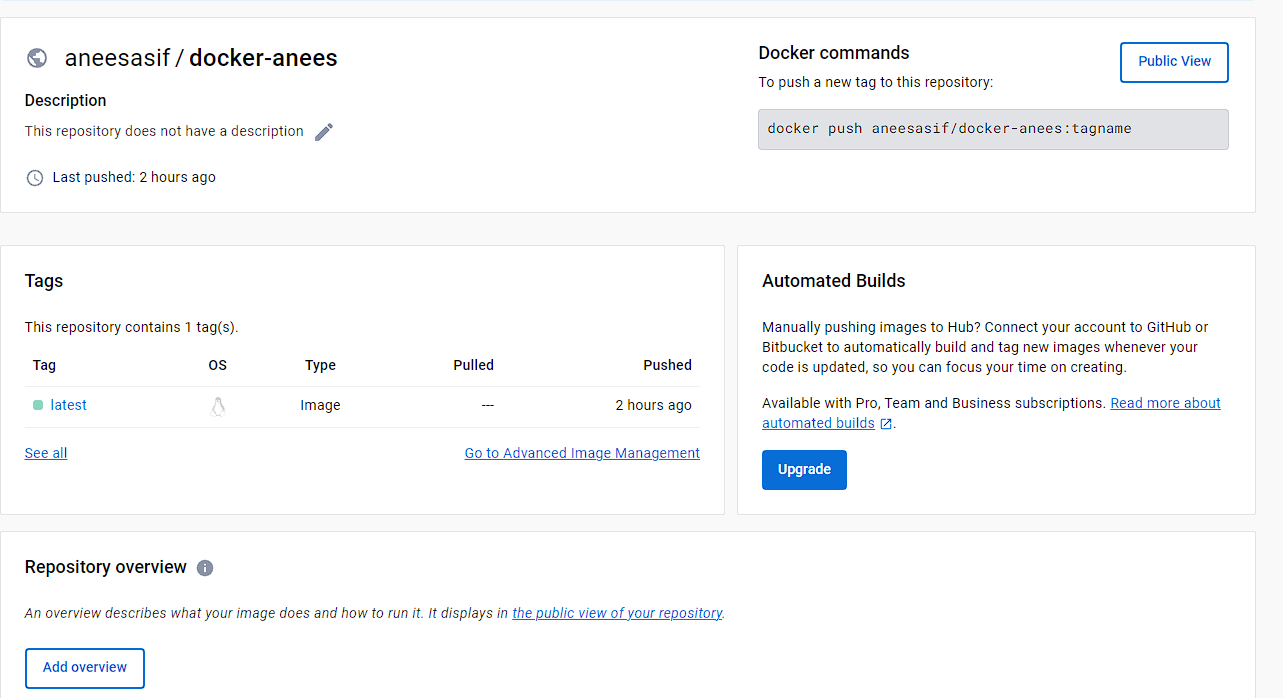 aneesasif / docker-anees
Description
This repository does not have a description
Last pushed: 2 hours ago
Docker commands
To push a new tag to this repository:
Public View
docker push aneesasif/docker-anees:tagname
Tags
This repository contains 1 tag(s).
Tag OS Type Pulled Pushed
latest Image --- 2 hours ago
See all Go to Advanced Image Management
Automated Builds
Manually pushing images to Hub? Connect your account to GitHub or
Bitbucket to automatically build and tag new images whenever your
code is updated, so you can focus your time on creating.
Available with Pro, Team and Business subscriptions. Read more about
automated builds .
Upgrade
Repository overview
An overview describes what your image does and how to run it. It displays in the public view of your repository.
Add overview